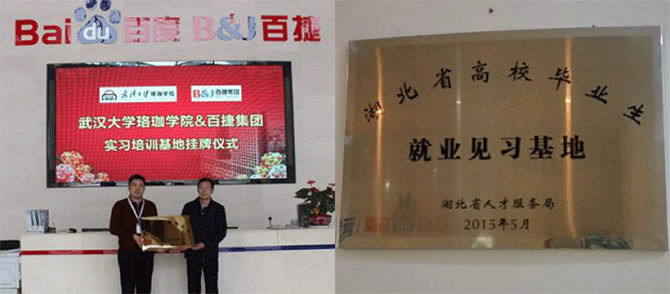 Bai du 百度 B&J 百捷
武汉大学珞珈学院 B&J 百捷集团
武汉大学珞珈学院&百捷集团
实习培训基地挂牌仪式
湖北省高校毕业生
就业见习基地
湖北省人才服务局
2015年5月